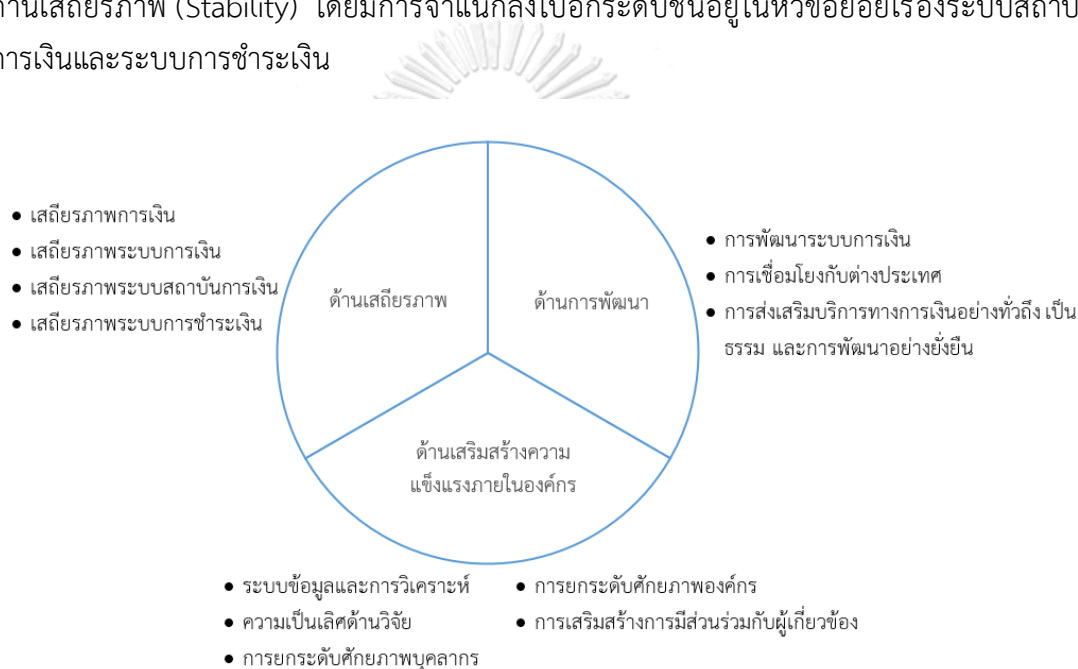 ด้านเสถียรภาพ (Stability) โดยมีการจำแนกลงไปอีกระดับชั้นอยู่ในหัวข้อย่อยเรื่องระบบสถาบัน
การเงินและระบบการชำระเงิน
● เสถียรภาพการเงิน
● เสถียรภาพระบบการเงิน
● เสถียรภาพระบบสถาบันการเงิน
● เสถียรภาพระบบการชำระเงิน
ด้านเสถียรภาพ
ด้านการพัฒนา
● การพัฒนาระบบการเงิน
● การเชื่อมโยงกับต่างประเทศ
● การส่งเสริมบริการทางการเงินอย่างทั่วถึง เป็น
ธรรม และการพัฒนาอย่างยั่งยืน
ด้านเสริมสร้างความ
แข็งแรงภายในองค์กร
● ระบบข้อมูลและการวิเคราะห์
● ความเป็นเลิศด้านวิจัย
● การยกระดับศักยภาพบุคลากร
● การยกระดับศักยภาพองค์กร
● การเสริมสร้างการมีส่วนร่วมกับผู้เกี่ยวข้อง